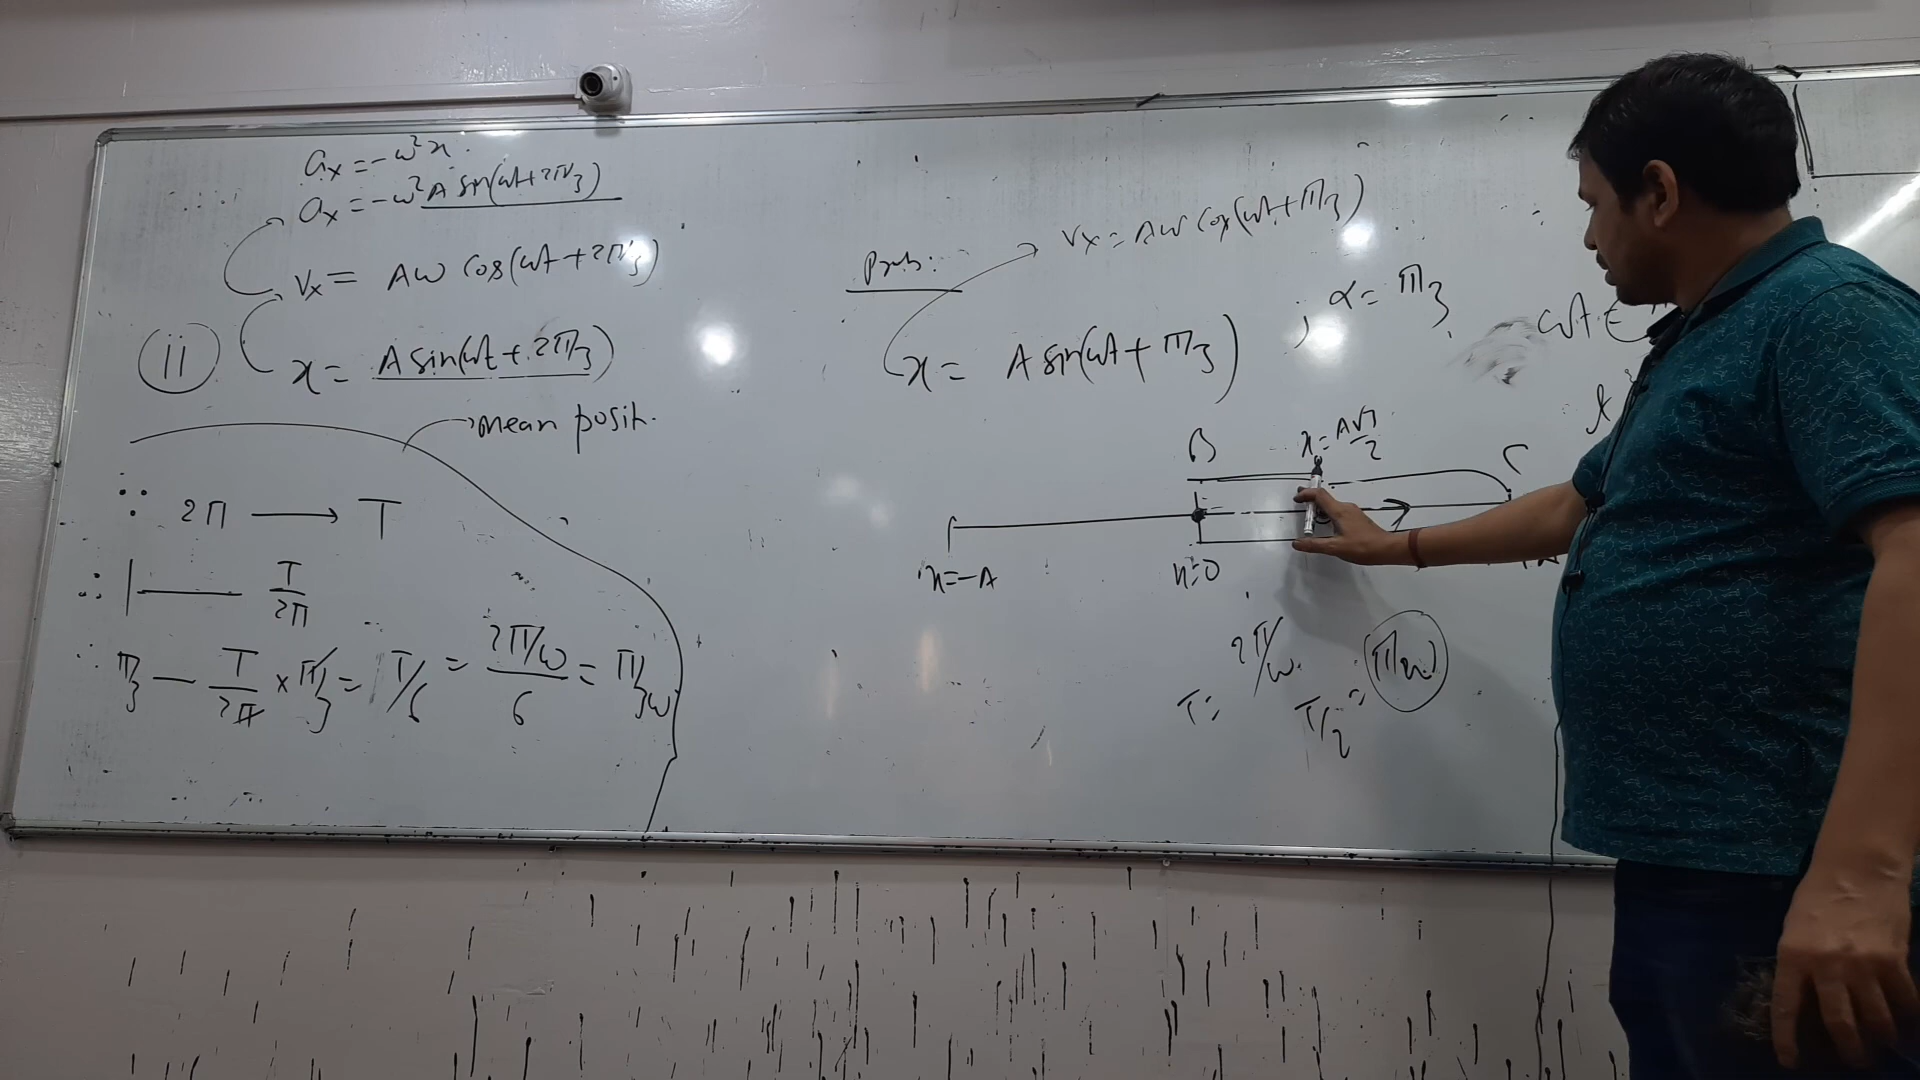 aₓ = -ω²x.
aₓ = -ω²A sin(ωt+2π/3)
vₓ = Aω cos(ωt+2π/3)
(ii) x = A sin(ωt+2π/3)
mean posit.
∵ 2π → T
∴ 1 — T/2π
∴ π/3 — T/2π × π/3 = T/6 = 2π/ω/6 = π/3ω
Prob:
vₓ = Aω cos(ωt+π/3)
x = A sin(ωt+π/3) ; α = π/3
ωt
B
x = A√3/2
x=-A
x=0
T = 2π/ω. T/2 = π/ω